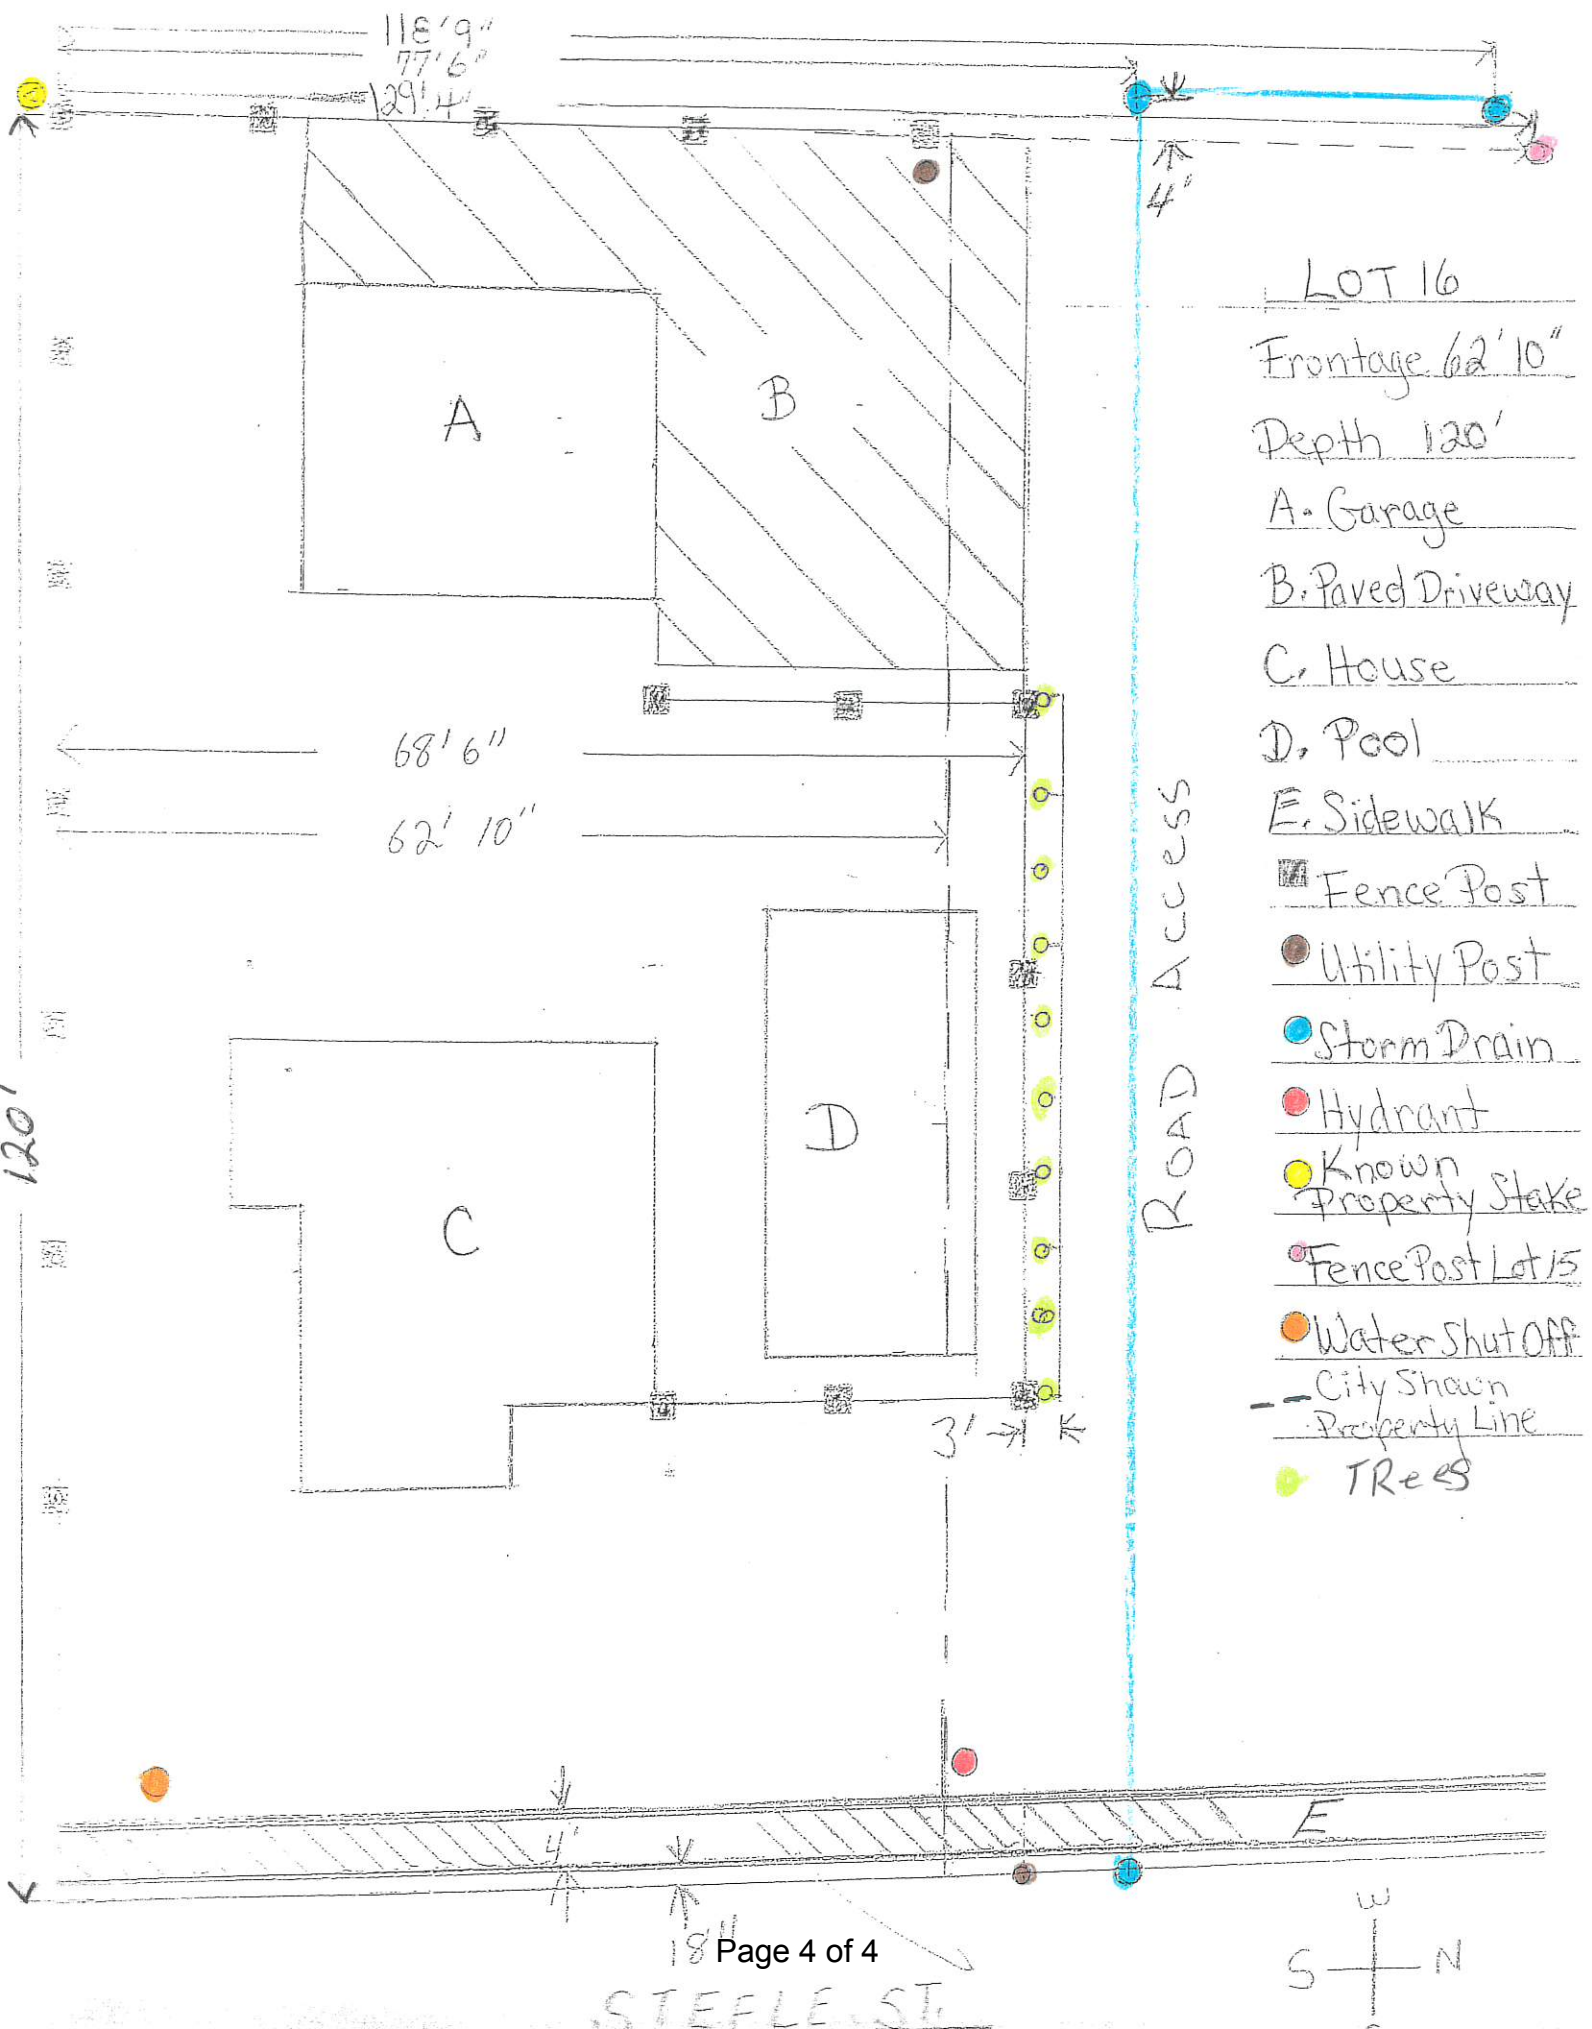 118'9"
77'6"
129'4"
4'
LOT 16
Frontage 62'10"
Depth 120'
A. Garage
B. Paved Driveway
C. House
D. Pool
E. Sidewalk
Fence Post
Utility Post
Storm Drain
Hydrant
Known
Property Stake
Fence Post Lot 15
Water Shut Off
City Shown
Property Line
TRees
A
B
68' 6"
62' 10"
ROAD ACCESS
120'
D
C
3'
E
4'
18"
Page 4 of 4
STEELE ST.
W
S
N